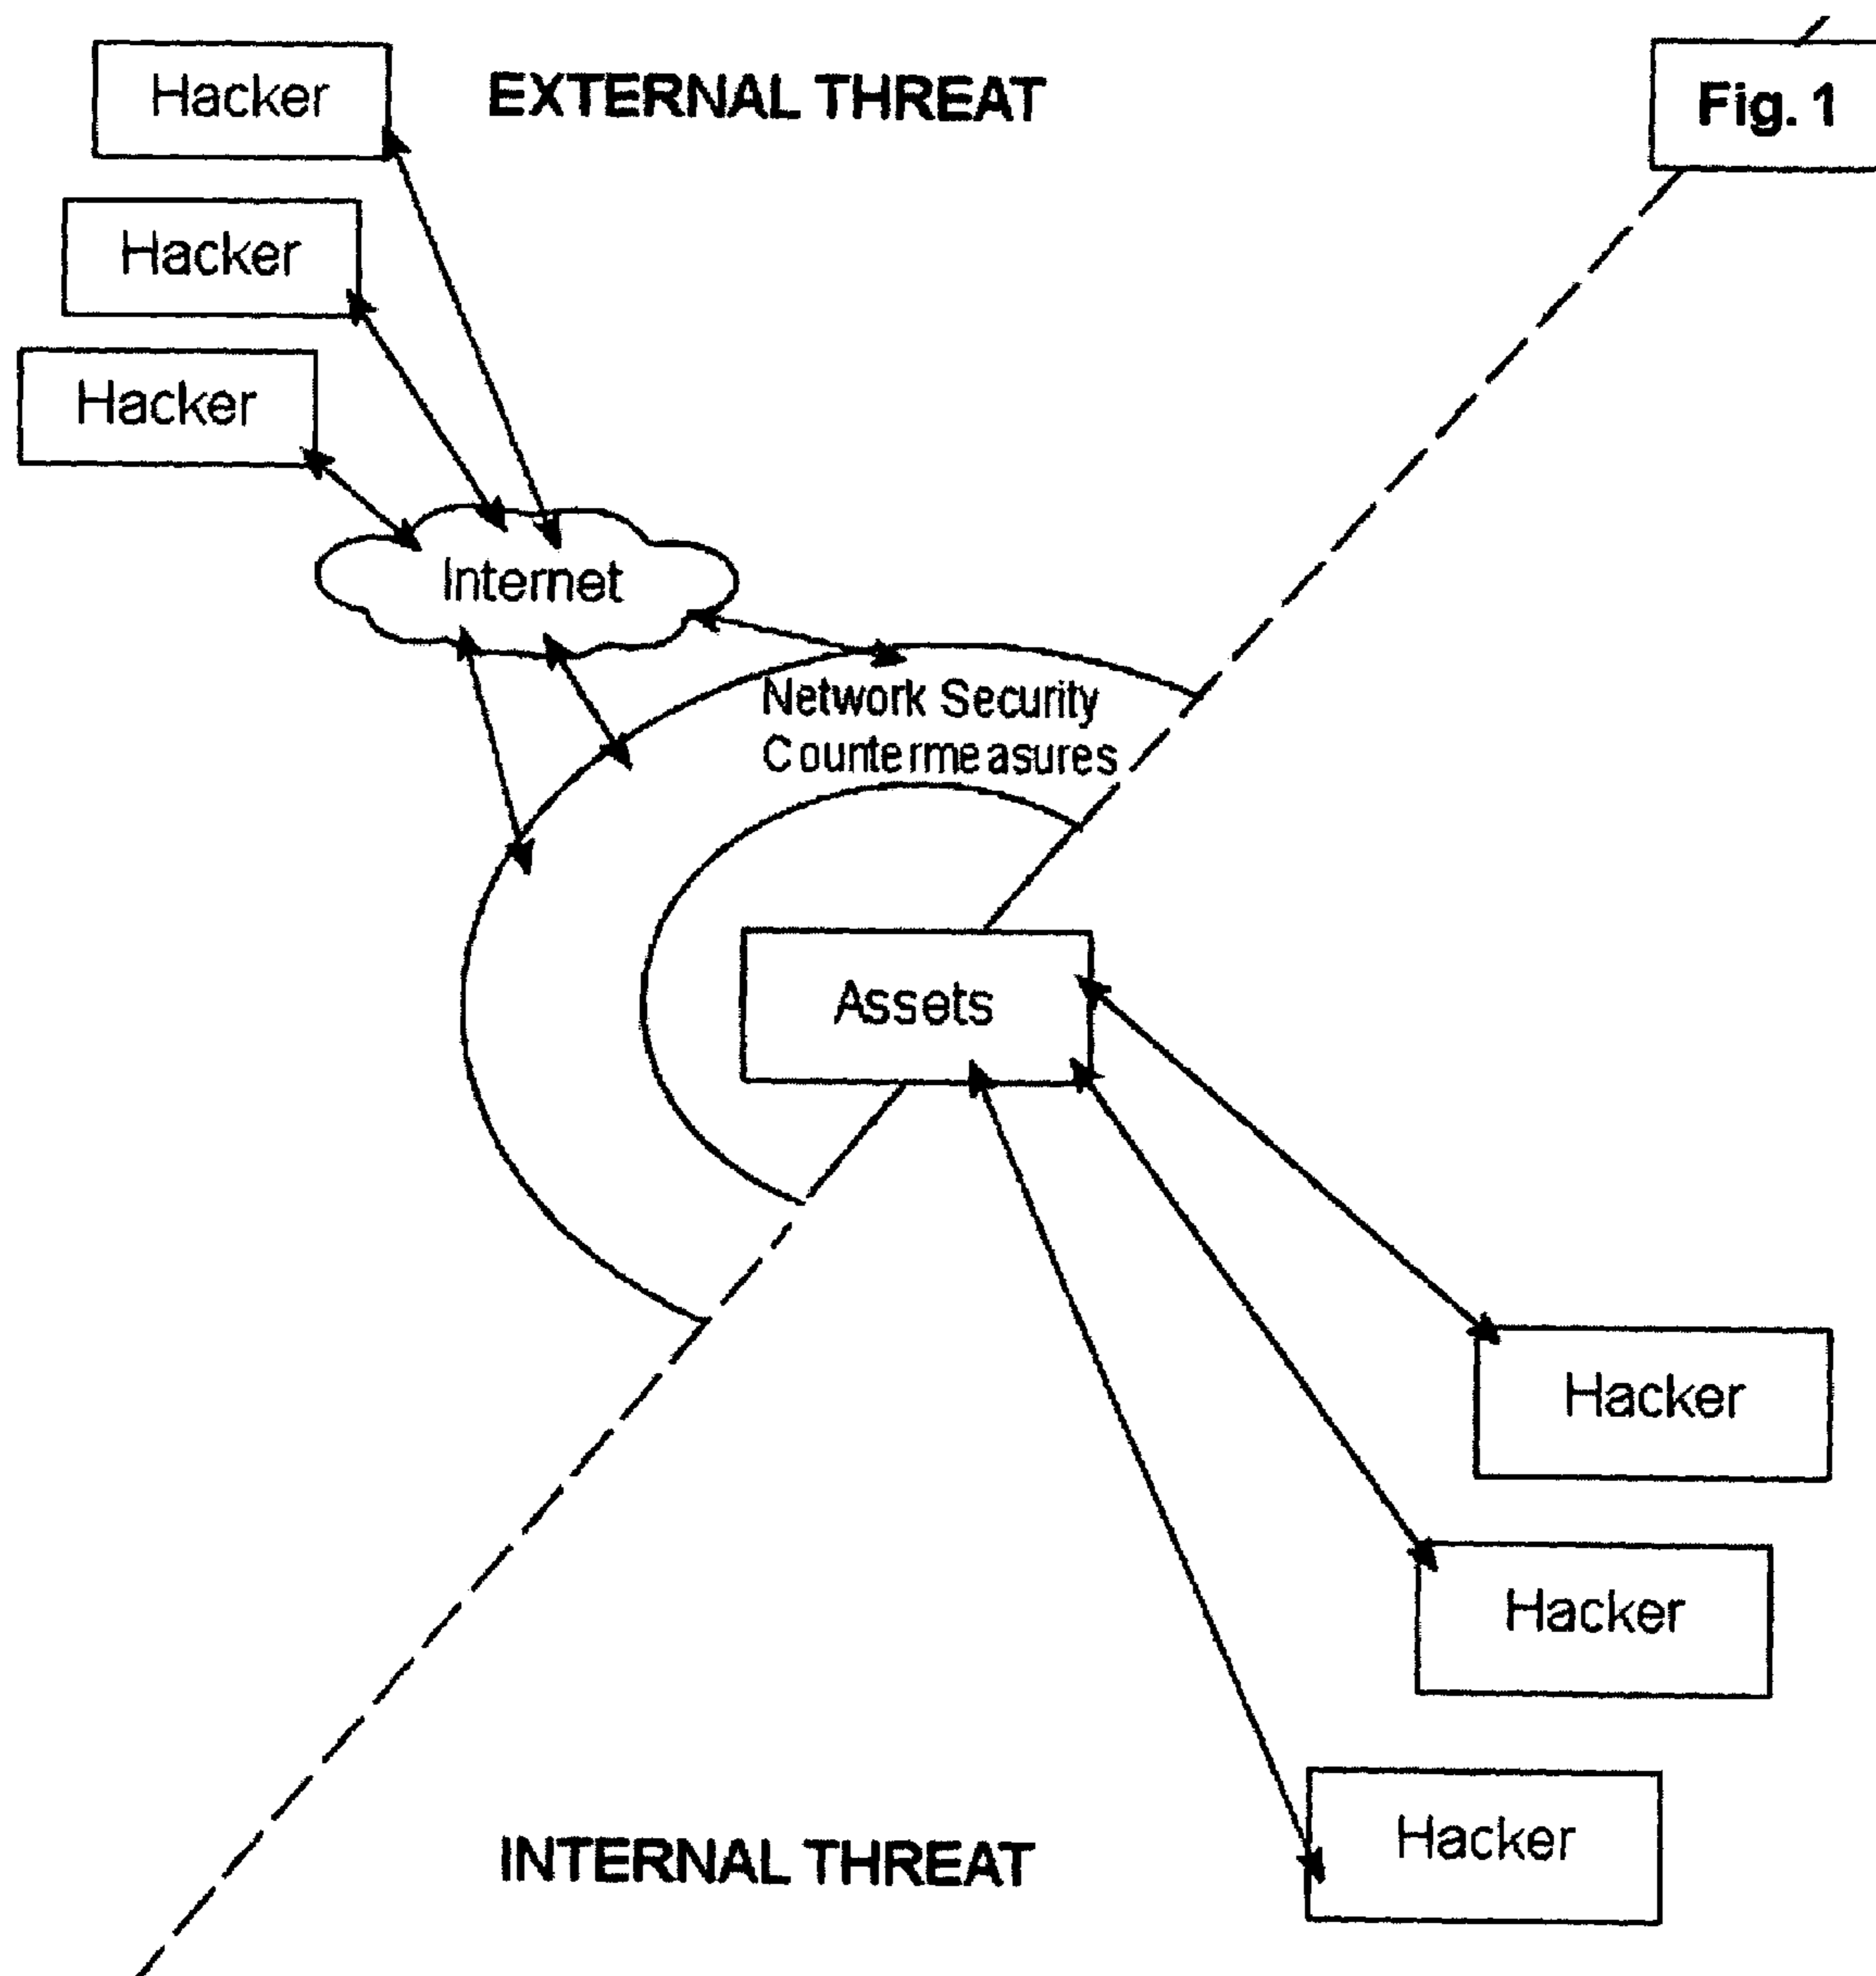 Hacker
EXTERNAL THREAT
Fig. 1
Hacker
Hacker
Internet
Network Security
Countermeasures
Assets
Hacker
Hacker
Hacker
INTERNAL THREAT